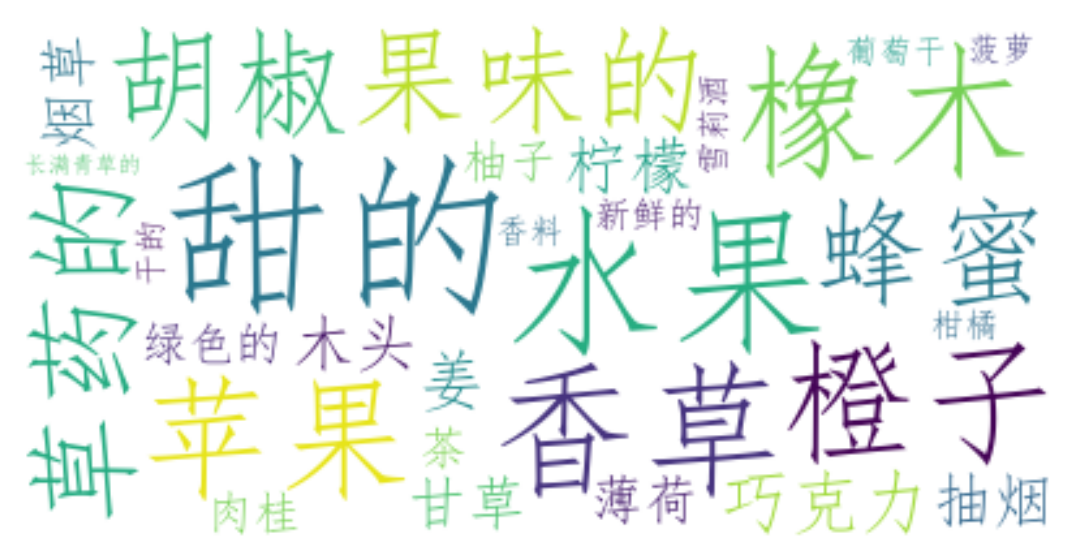 烟草
胡椒
果味的
橡木
葡萄干
菠萝
雪莉酒
长满青草的
柚子
柠檬
草药的
干的
甜的
香料
新鲜的
水果
蜂蜜
柑橘
绿色的
木头
姜
苹果
香草
橙子
茶
肉桂
甘草
薄荷
巧克力
抽烟